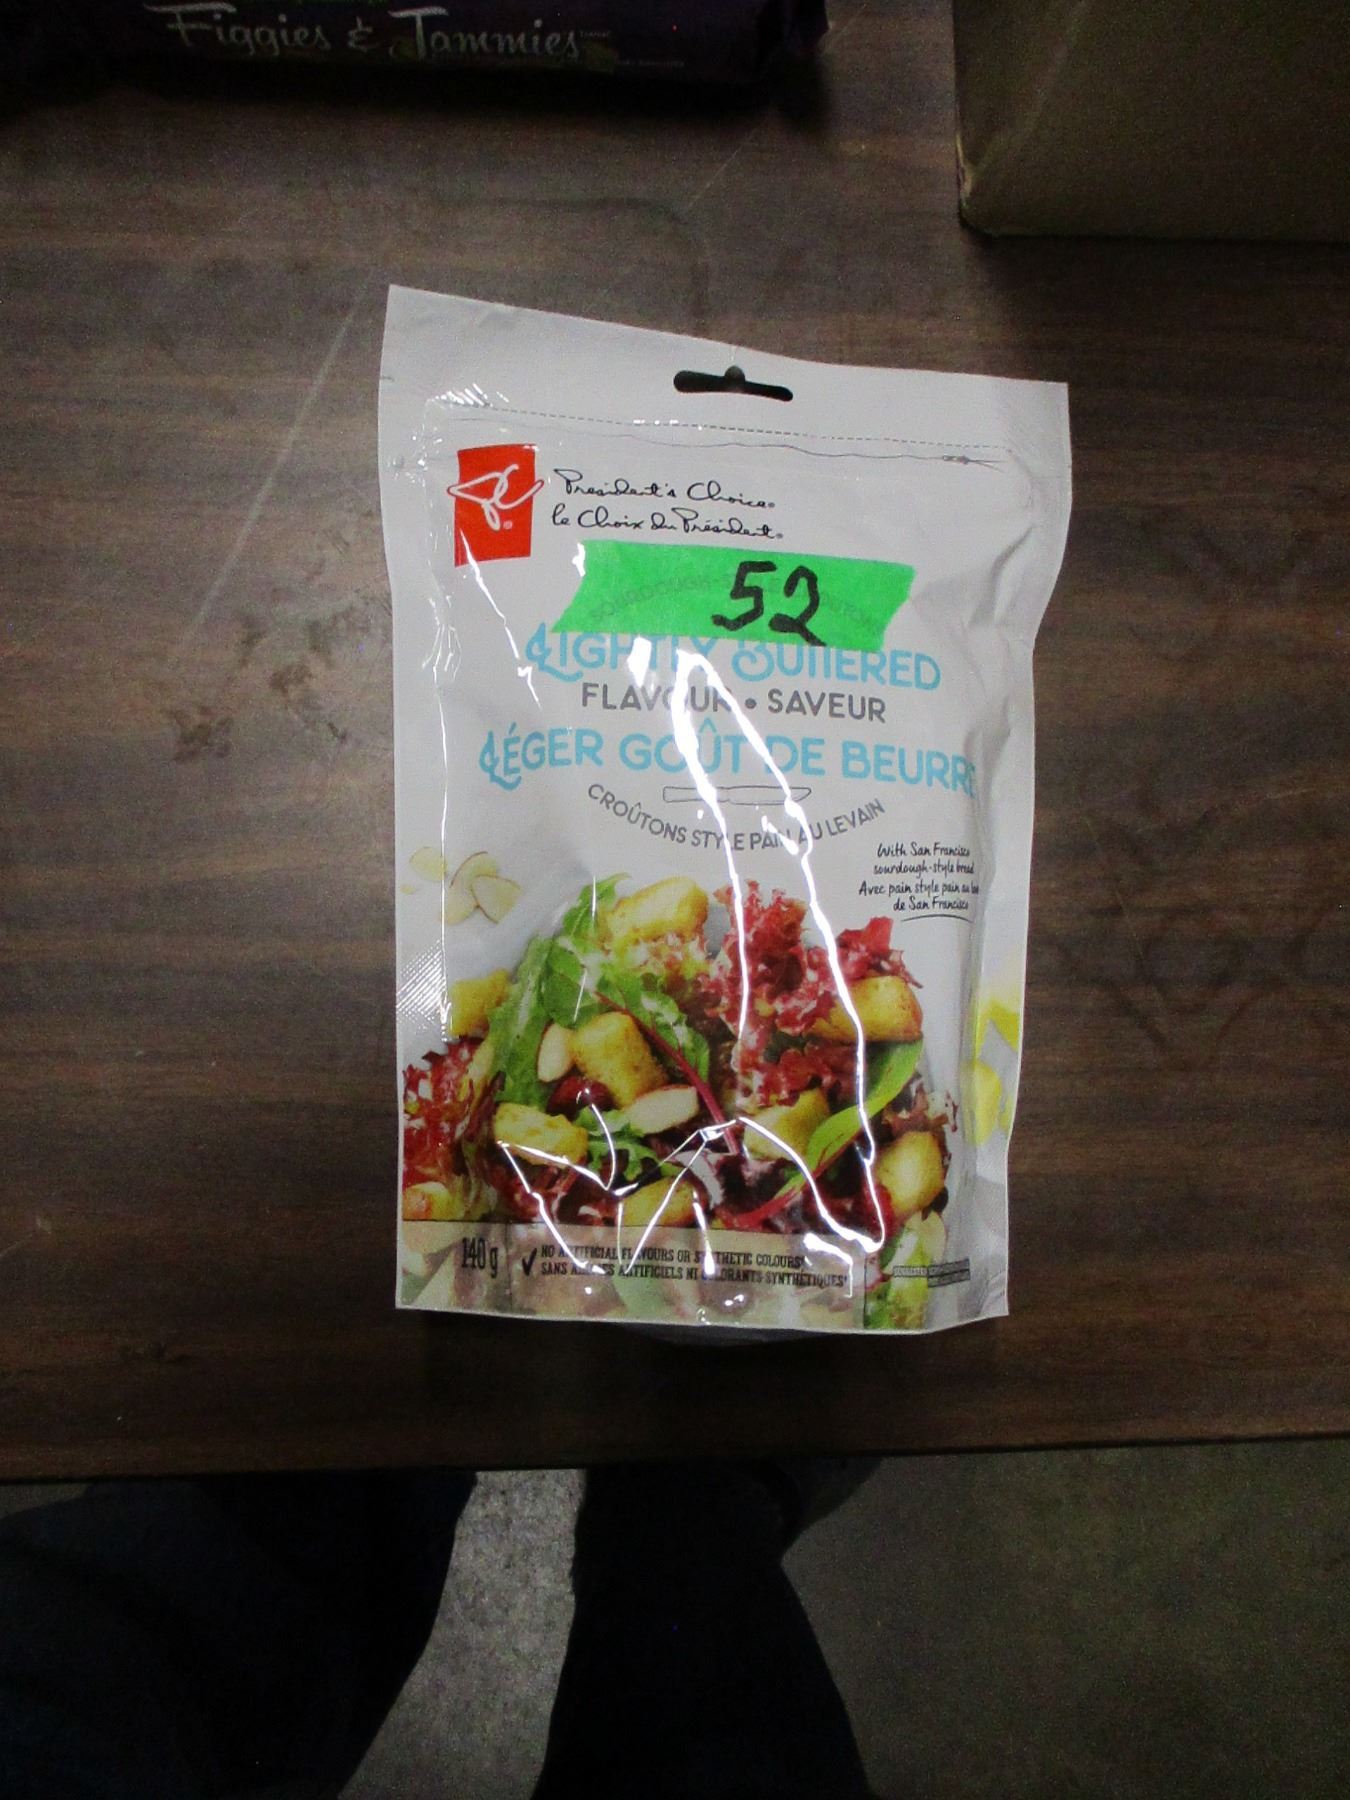 Figgies & Jammies
President's Choice
le Choix du Président
52
SOURDOUGH-
LIGHTLY BUTTERED
FLAVOUR • SAVEUR
LÉGER GOÛT DE BEURRE
CROÛTONS STYLE PAIN AU LEVAIN
With San Francisco
sourdough-style bread
Avec pain style pain au
de San Francisco
140 g
NO ARTIFICIAL FLAVOURS OR SYNTHETIC COLOURS
SANS ARÔMES ARTIFICIELS NI COLORANTS SYNTHÉTIQUES